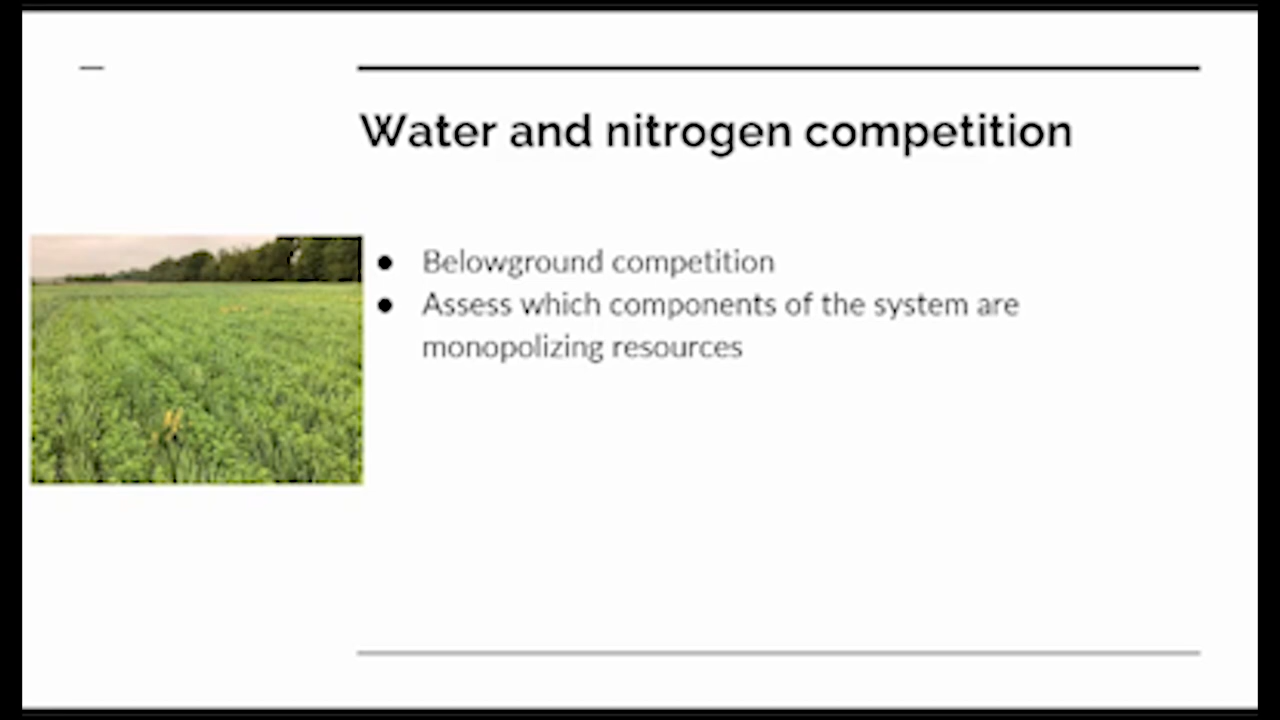 Water and nitrogen competition
● Belowground competition
● Assess which components of the system are
monopolizing resources